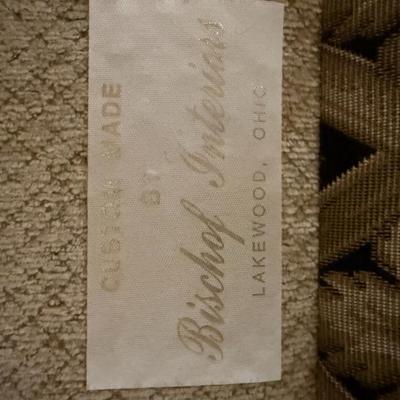 CUSTOM MADE
BY
Bischof Interiors
LAKEWOOD, OHIO